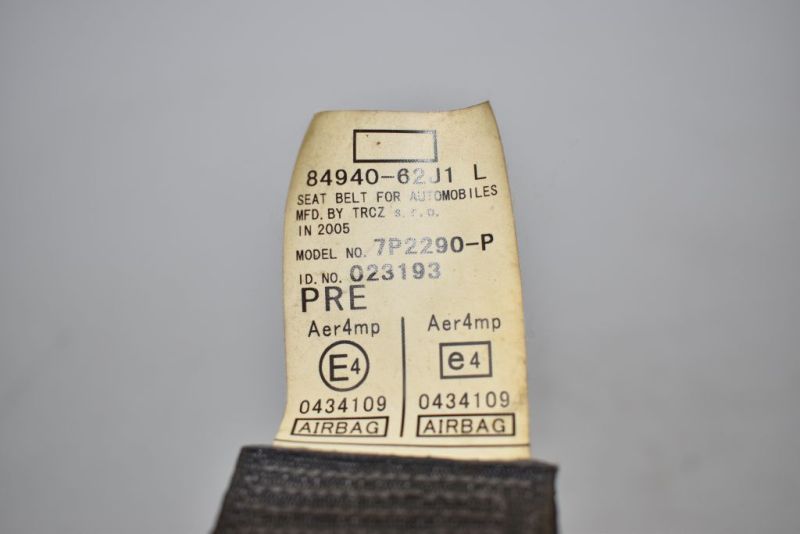 84940-62J1 L
SEAT BELT FOR AUTOMOBILES
MFD. BY TRCZ s.r.o.
IN 2005
MODEL NO. 7P2290-P
ID. NO. 023193
PRE
Aer4mp Aer4mp
E4 e4
0434109 0434109
AIRBAG AIRBAG